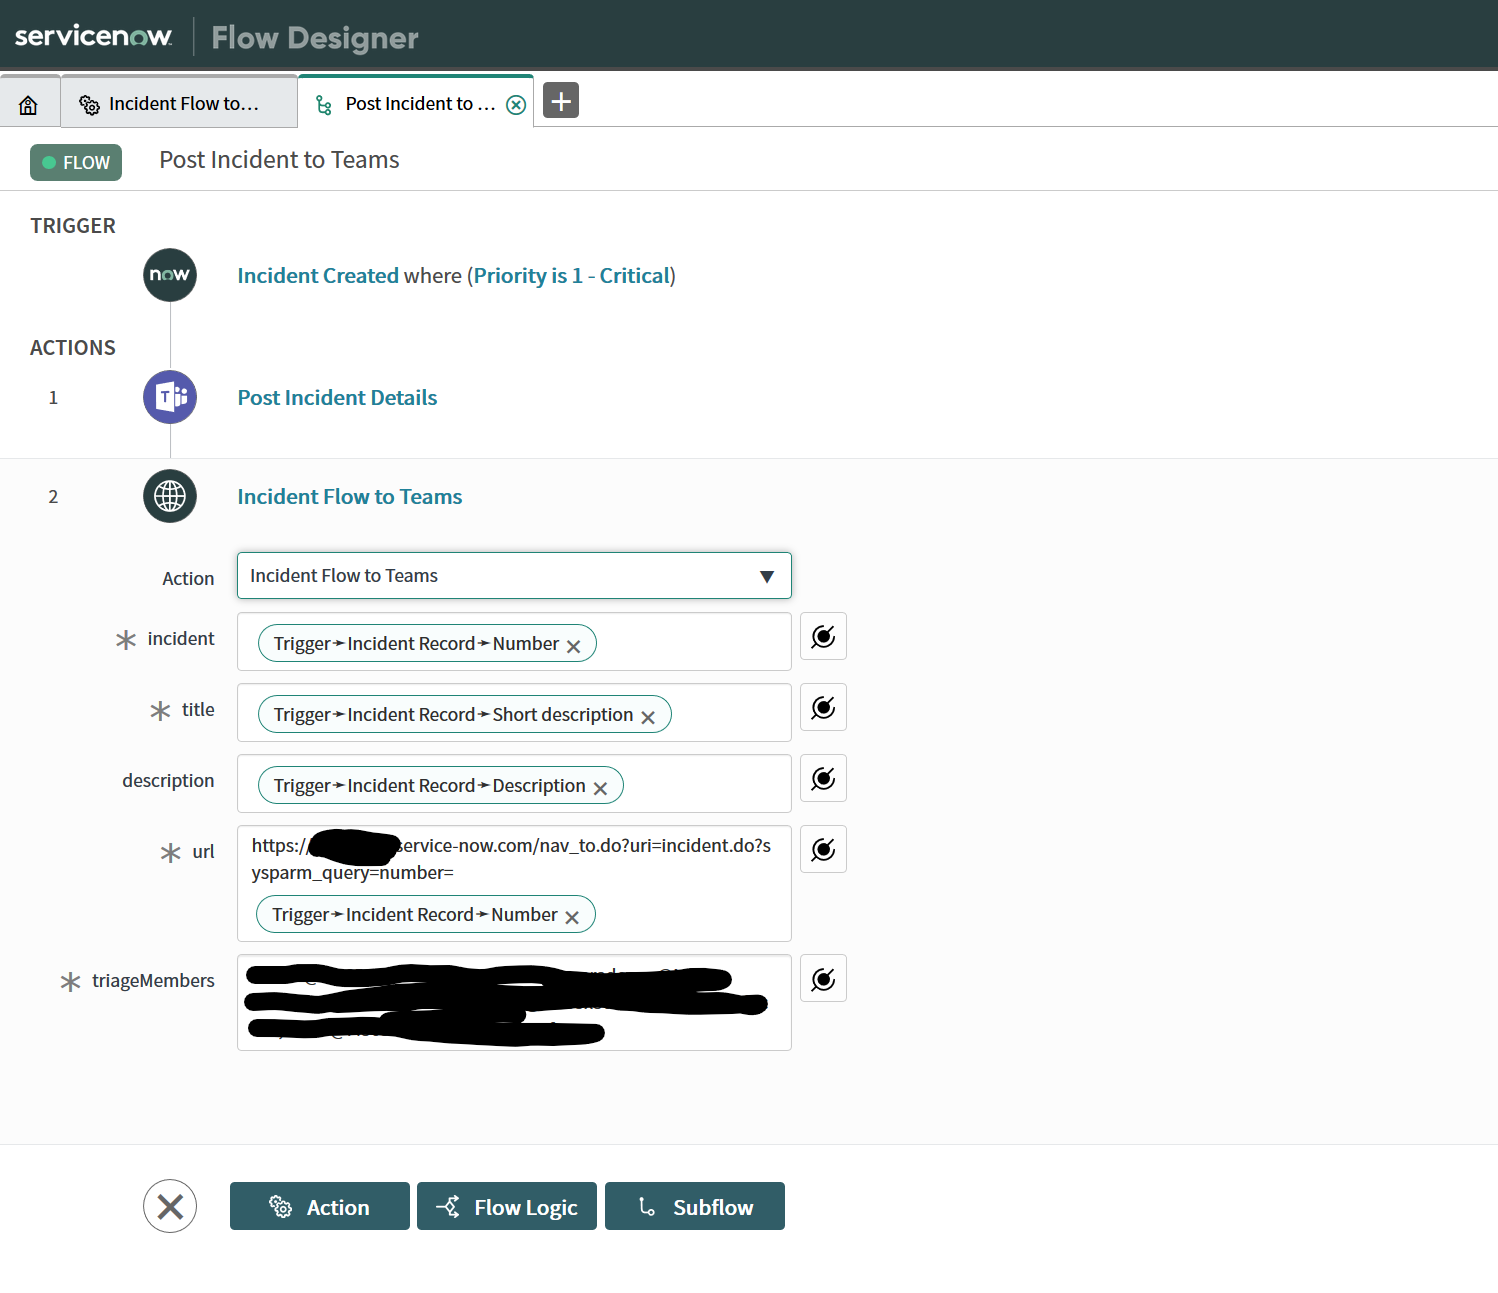 servicenow Flow Designer
Incident Flow to... Post Incident to ...
FLOW Post Incident to Teams
TRIGGER
now Incident Created where (Priority is 1 - Critical)
ACTIONS
1 T Post Incident Details
2 Incident Flow to Teams
Action Incident Flow to Teams
incident Trigger➛Incident Record➛Number
title Trigger➛Incident Record➛Short description
description Trigger➛Incident Record➛Description
url https:// service-now.com/nav_to.do?uri=incident.do?s
ysparm_query=number=
Trigger➛Incident Record➛Number
triageMembers
Action Flow Logic Subflow